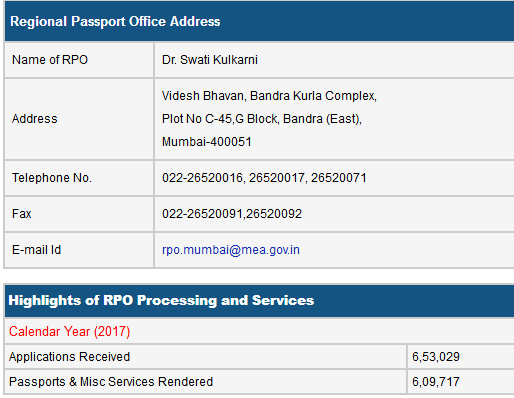 Regional Passport Office Address
Name of RPO Dr. Swati Kulkarni
Address Videsh Bhavan, Bandra Kurla Complex,
Plot No C-45,G Block, Bandra (East),
Mumbai-400051
Telephone No. 022-26520016, 26520017, 26520071
Fax 022-26520091,26520092
E-mail Id rpo.mumbai@mea.gov.in
Highlights of RPO Processing and Services
Calendar Year (2017)
Applications Received 6,53,029
Passports & Misc Services Rendered 6,09,717